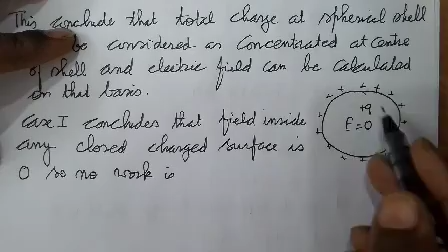 This conclude that total charge at spherical shell
be considered as concentrated at centre
of shell and electric field can be calculated
on that basis.
Case I concludes that field inside
any closed charged surface is
0 so no work is
+q
E=0